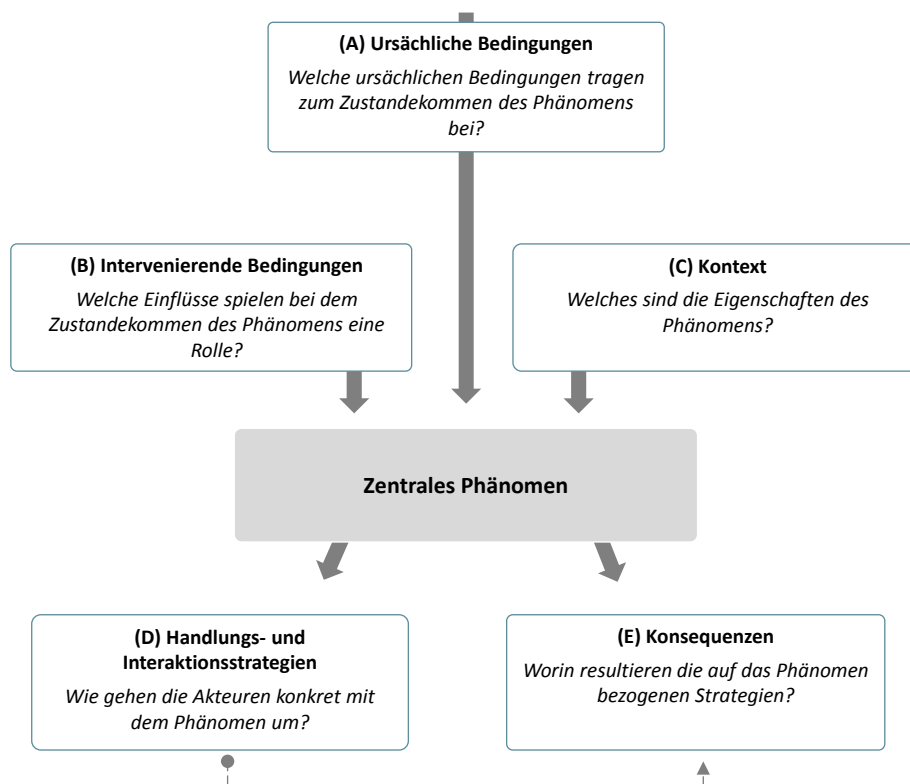 (A) Ursächliche Bedingungen
Welche ursächlichen Bedingungen tragen
zum Zustandekommen des Phänomens
bei?
(B) Intervenierende Bedingungen
Welche Einflüsse spielen bei dem
Zustandekommen des Phänomens eine
Rolle?
(C) Kontext
Welches sind die Eigenschaften des
Phänomens?
Zentrales Phänomen
(D) Handlungs- und
Interaktionsstrategien
Wie gehen die Akteuren konkret mit
dem Phänomen um?
(E) Konsequenzen
Worin resultieren die auf das Phänomen
bezogenen Strategien?